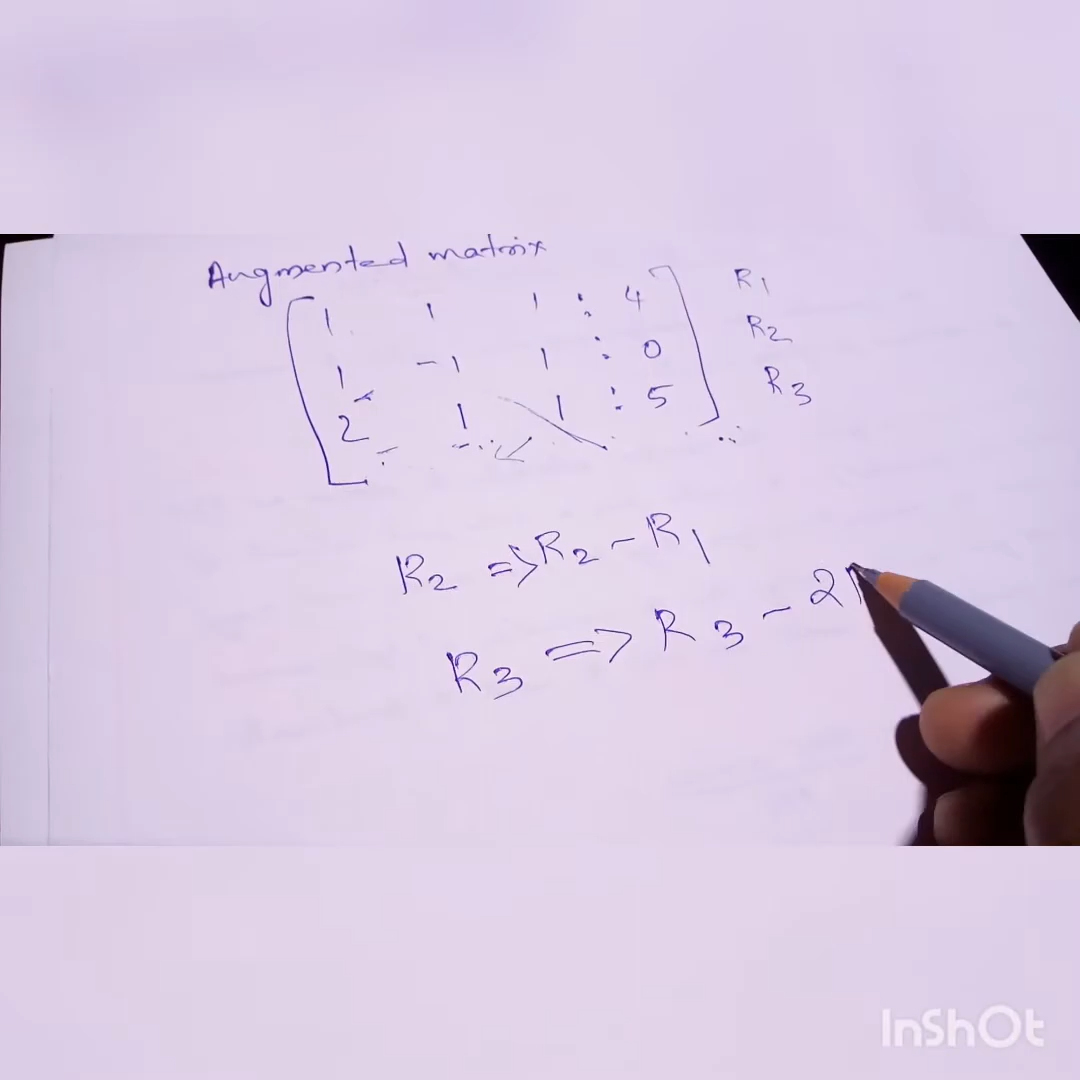 Augmented matrix
1 1 1 : 4 R1
1 -1 1 : 0 R2
2 1 1 : 5 R3
R2 => R2 - R1
R3 => R3 - 2
InShOt